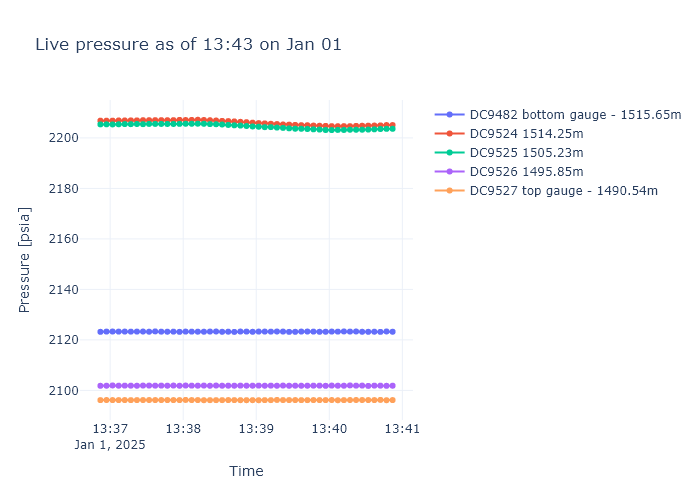 Live pressure as of 13:43 on Jan 01
DC9482 bottom gauge - 1515.65m
DC9524 1514.25m
DC9525 1505.23m
DC9526 1495.85m
DC9527 top gauge - 1490.54m
Pressure [psia]
2200
2180
2160
2140
2120
2100
13:37 13:38 13:39 13:40 13:41
Jan 1, 2025
Time